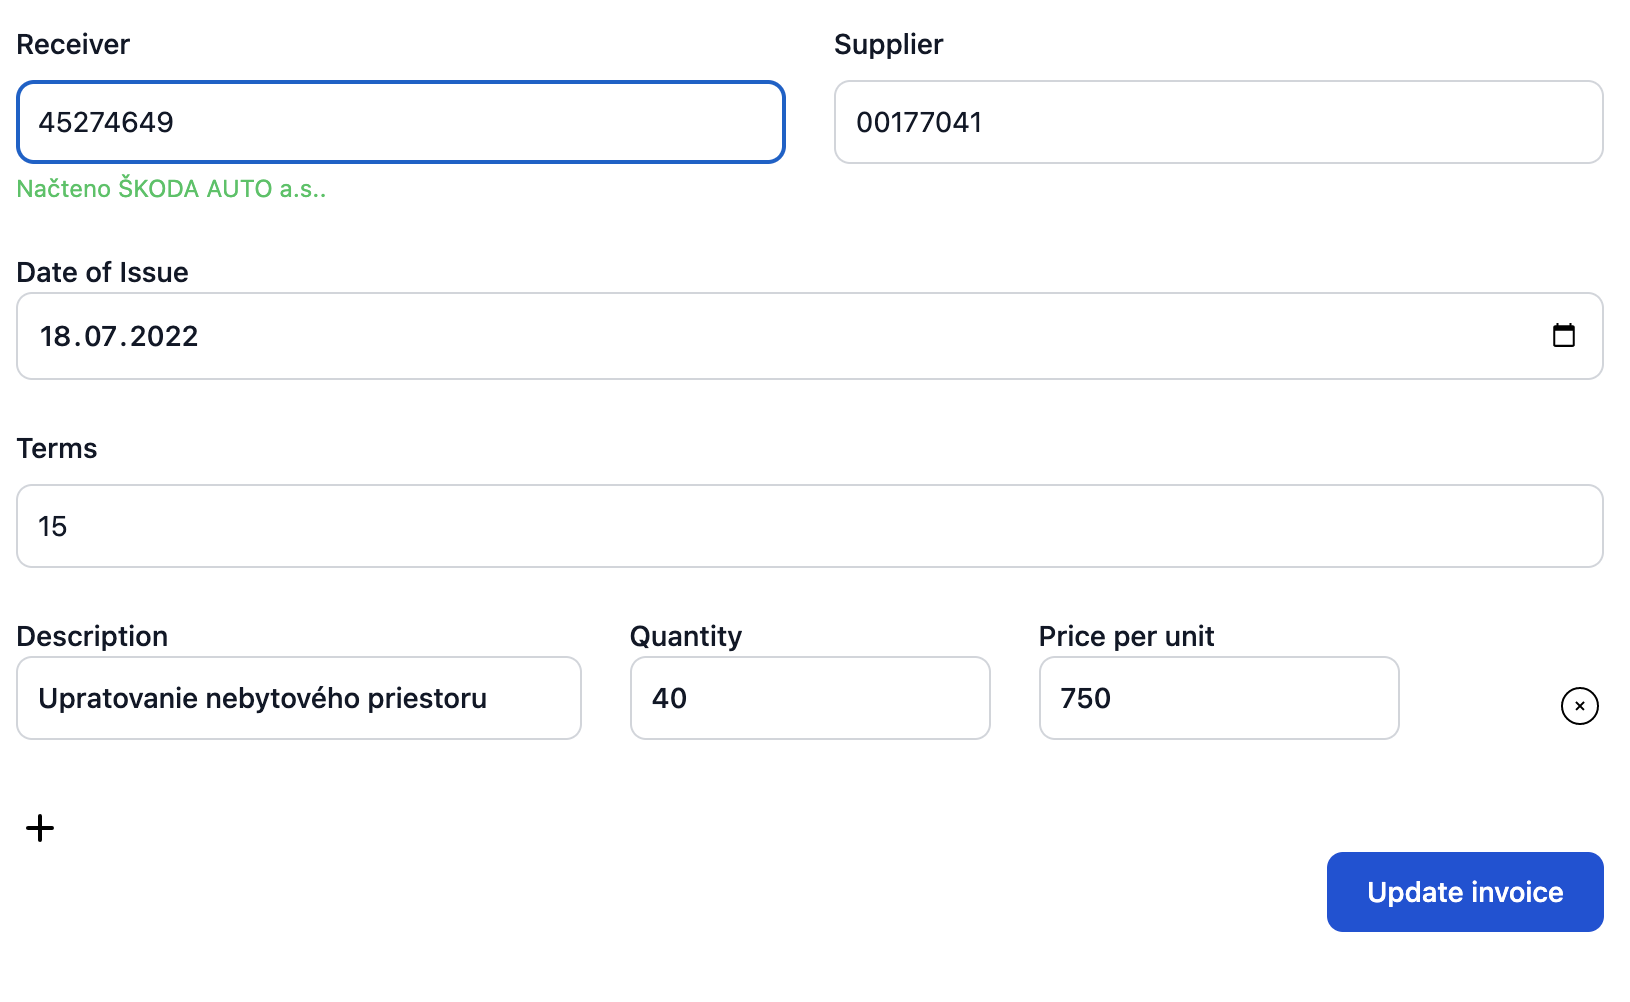 Receiver
Supplier
45274649
00177041
Načteno ŠKODA AUTO a.s..
Date of Issue
18.07.2022
Terms
15
Description
Quantity
Price per unit
Upratovanie nebytového priestoru
40
750
Update invoice